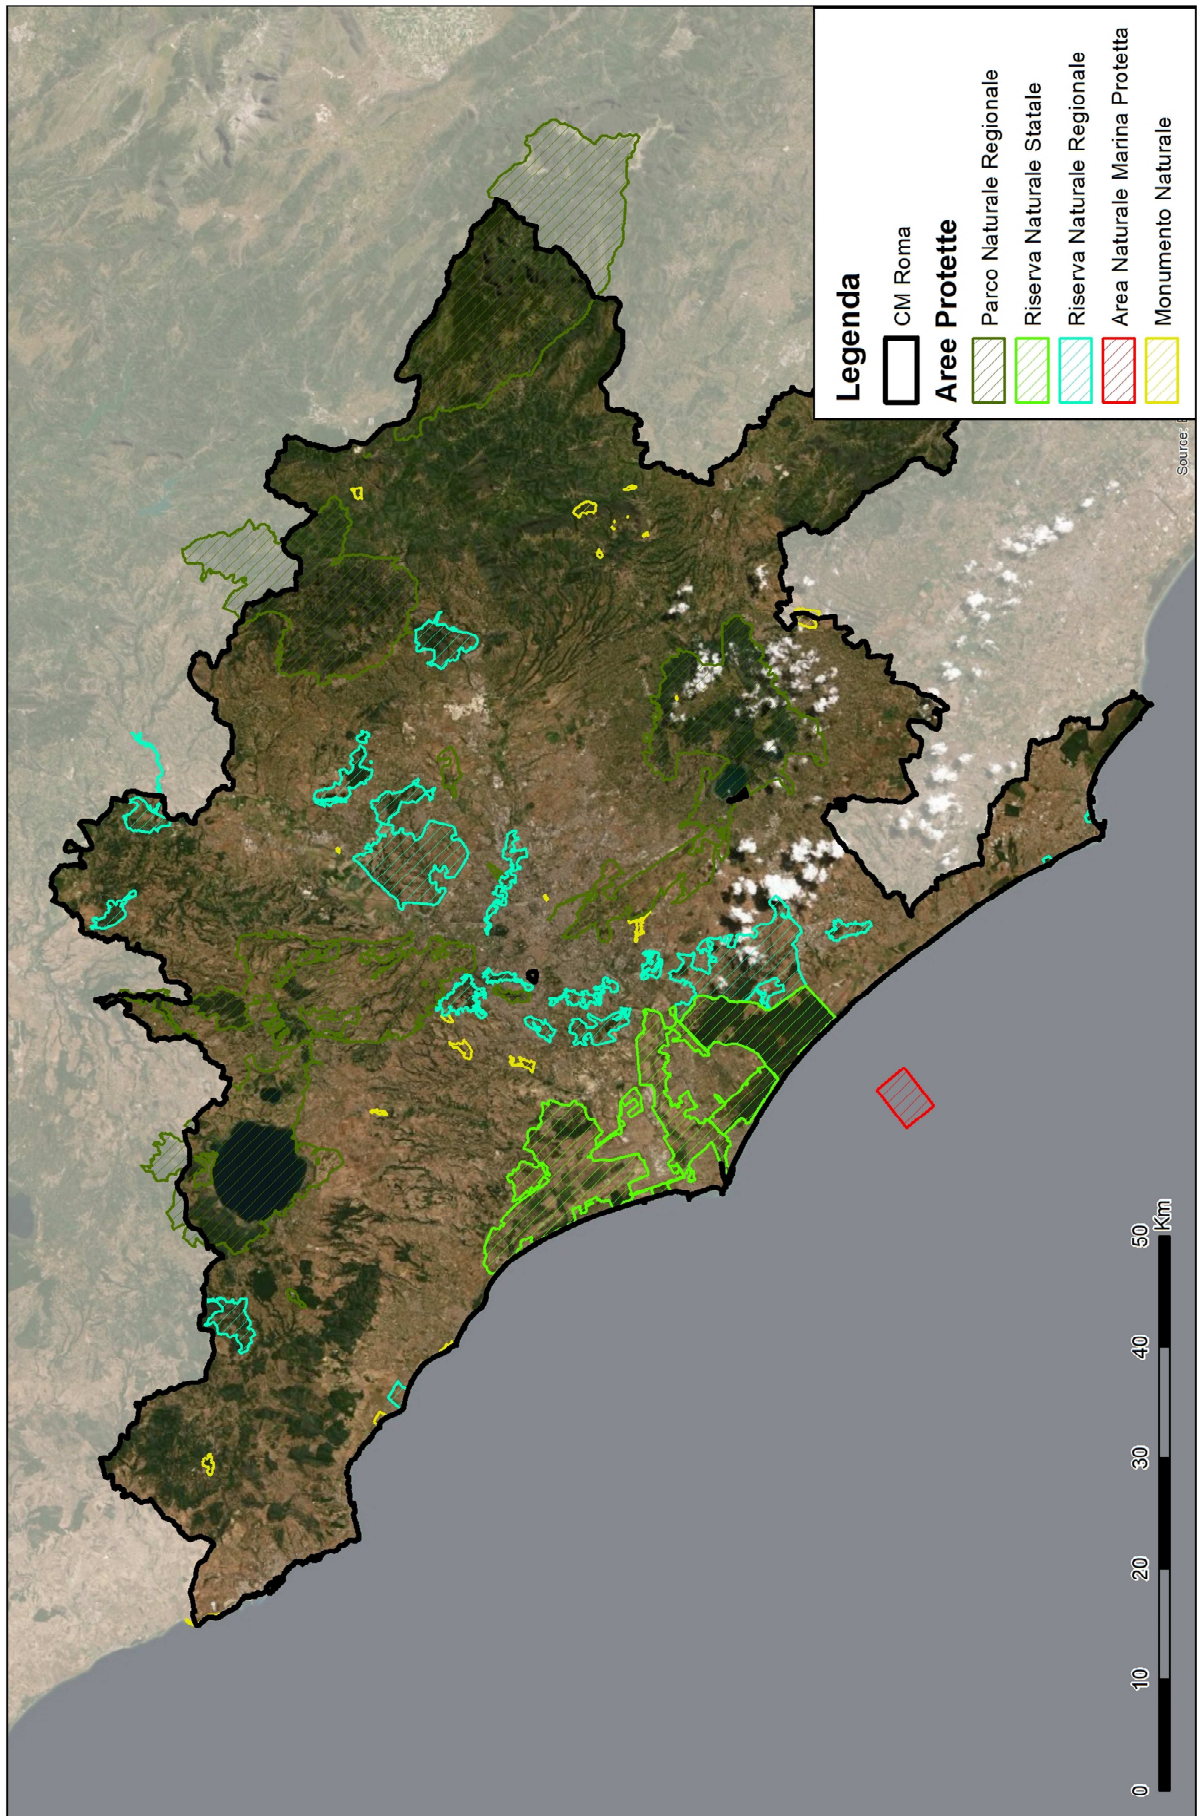 Legenda
CM Roma
Aree Protette
Parco Naturale Regionale
Riserva Naturale Statale
Riserva Naturale Regionale
Area Naturale Marina Protetta
Monumento Naturale
Source:
0 10 20 30 40 50
Km